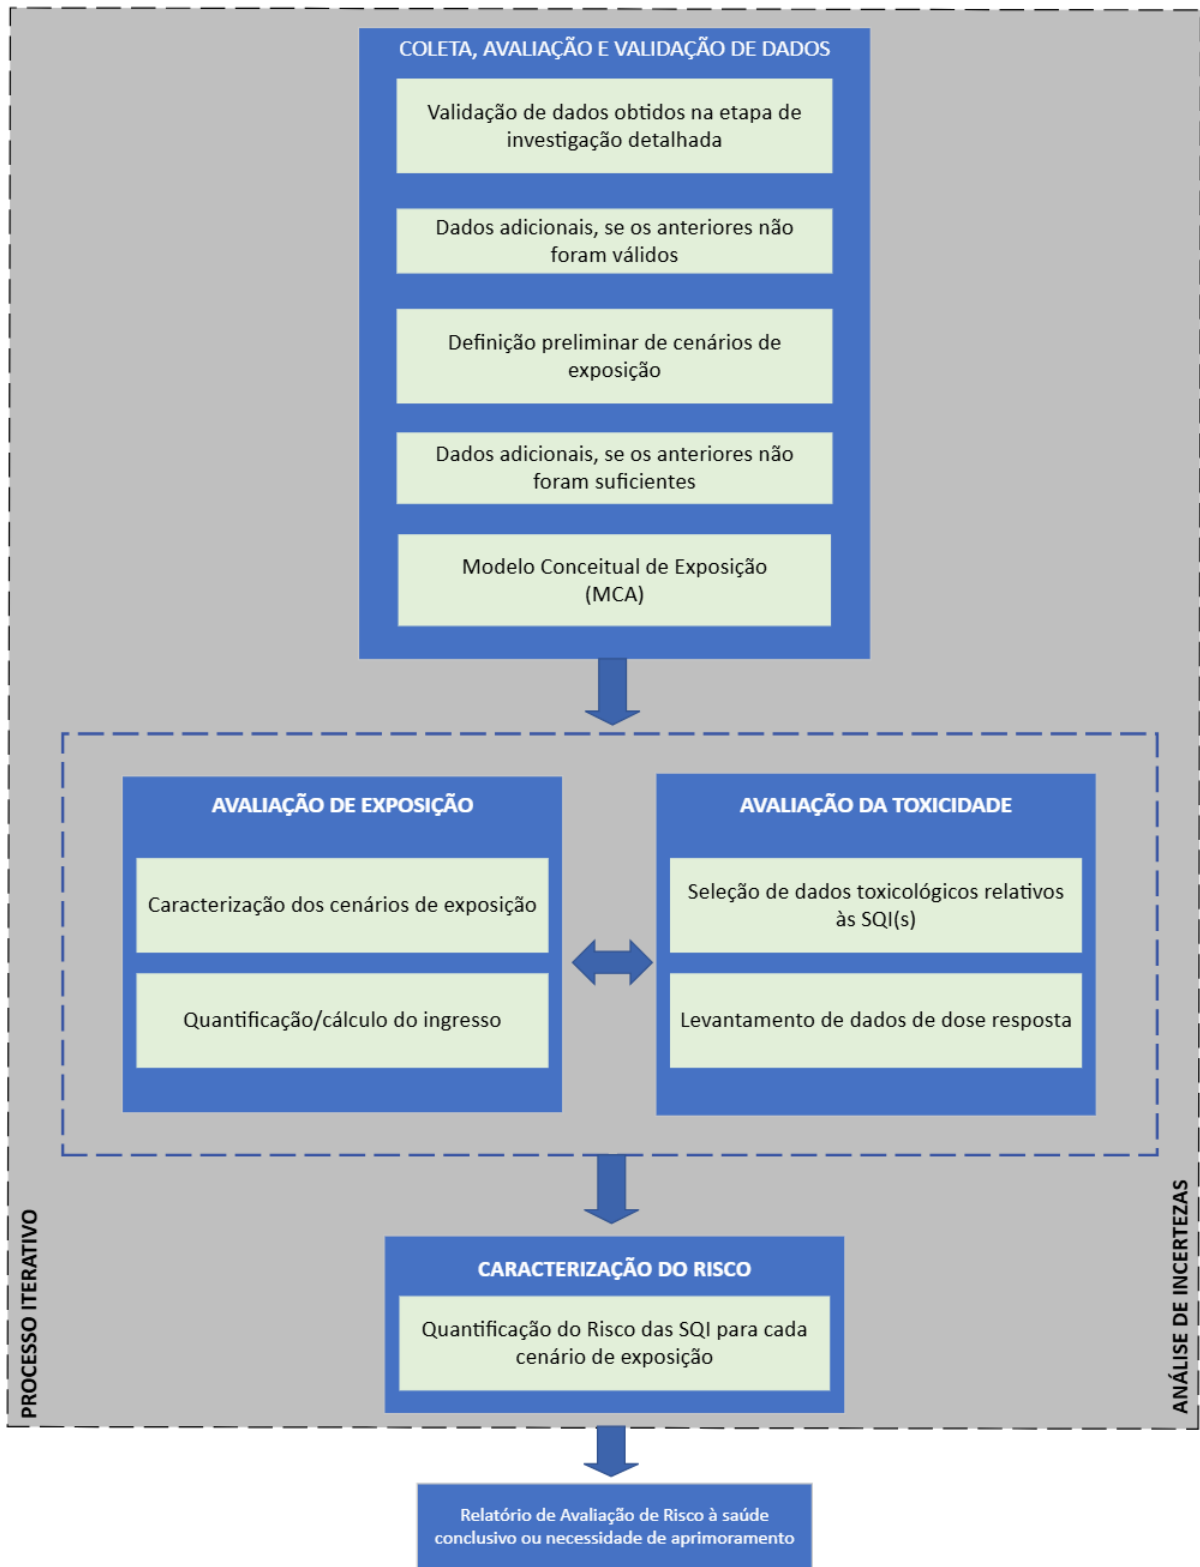 COLETA, AVALIAÇÃO E VALIDAÇÃO DE DADOS
Validação de dados obtidos na etapa de
investigação detalhada
Dados adicionais, se os anteriores não
foram válidos
Definição preliminar de cenários de
exposição
Dados adicionais, se os anteriores não
foram suficientes
Modelo Conceitual de Exposição
(MCA)
AVALIAÇÃO DE EXPOSIÇÃO
Caracterização dos cenários de exposição
Quantificação/cálculo do ingresso
AVALIAÇÃO DA TOXICIDADE
Seleção de dados toxicológicos relativos
às SQI(s)
Levantamento de dados de dose resposta
CARACTERIZAÇÃO DO RISCO
Quantificação do Risco das SQI para cada
cenário de exposição
PROCESSO ITERATIVO
ANÁLISE DE INCERTEZAS
Relatório de Avaliação de Risco à saúde
conclusivo ou necessidade de aprimoramento